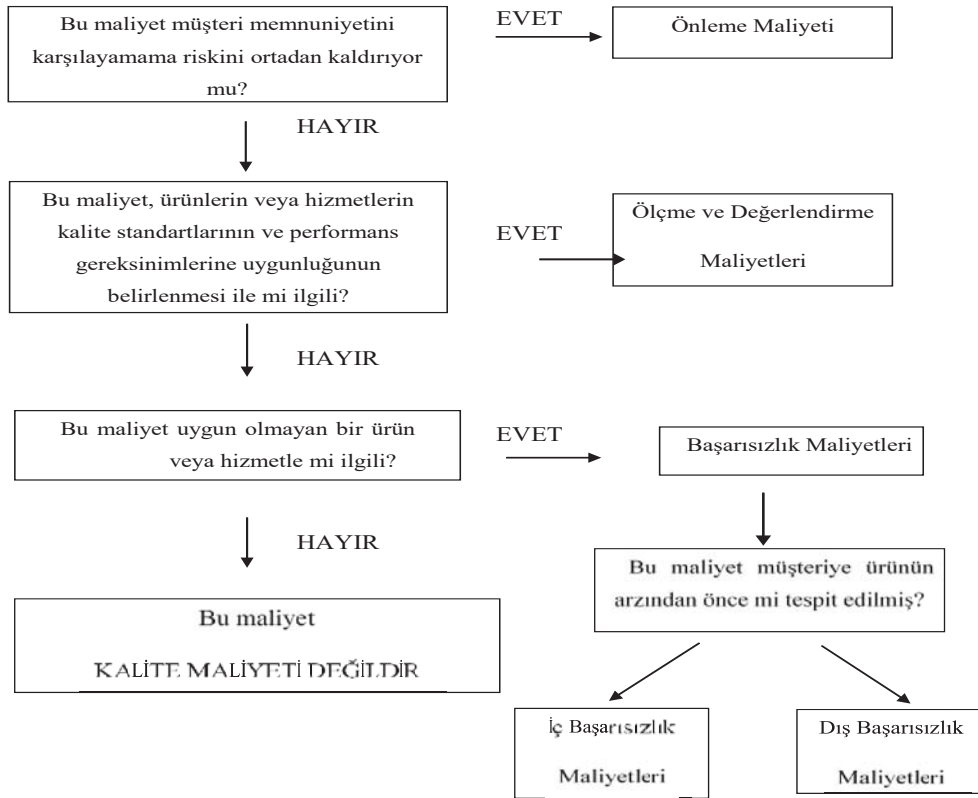 Bu maliyet müşteri memnuniyetini
karşılayamama riskini ortadan kaldırıyor
mu?
EVET
Önleme Maliyeti
HAYIR
Bu maliyet, ürünlerin veya hizmetlerin
kalite standartlarının ve performans
gereksinimlerine uygunluğunun
belirlenmesi ile mi ilgili?
EVET
Ölçme ve Değerlendirme
Maliyetleri
HAYIR
Bu maliyet uygun olmayan bir ürün
veya hizmetle mi ilgili?
EVET
Başarısızlık Maliyetleri
HAYIR
Bu maliyet müşteriye ürünün
arzından önce mi tespit edilmiş?
Bu maliyet
KALİTE MALİYETİ DEĞİLDİR
İç Başarısızlık
Maliyetleri
Dış Başarısızlık
Maliyetleri